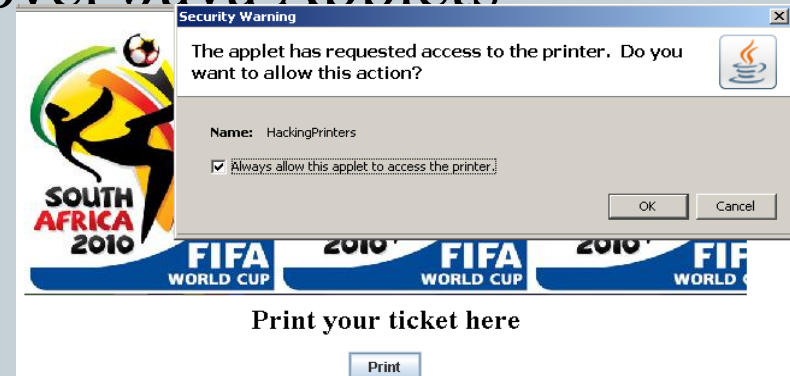 Security Warning
The applet has requested access to the printer. Do you
want to allow this action?
Name: HackingPrinters
Always allow this applet to access the printer.
OK Cancel
SOUTH
AFRICA
2010
FIFA
WORLD CUP
2010
FIFA
WORLD CUP
2010
FIF
WORLD
Print your ticket here
Print